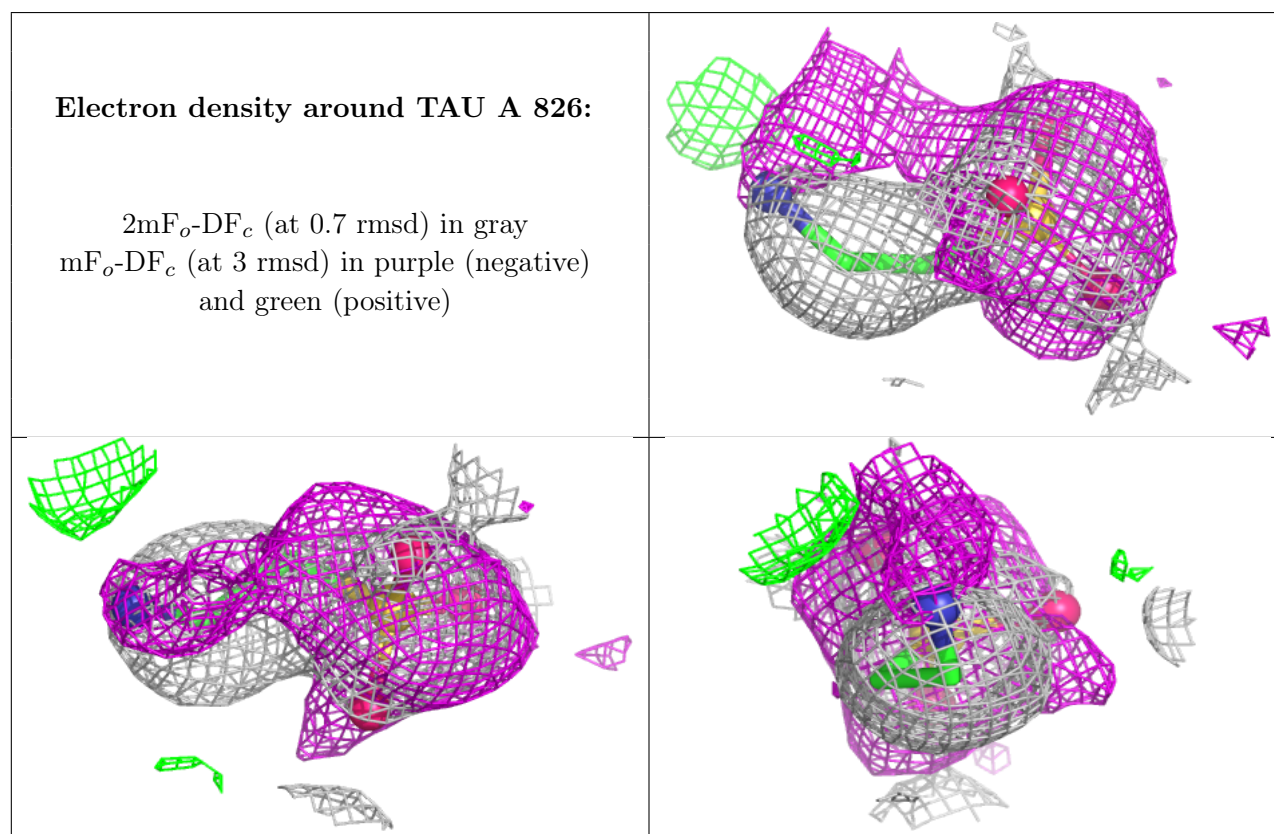 Electron density around TAU A 826:
2mFₒ-DF𝒸 (at 0.7 rmsd) in gray
mFₒ-DF𝒸 (at 3 rmsd) in purple (negative)
and green (positive)